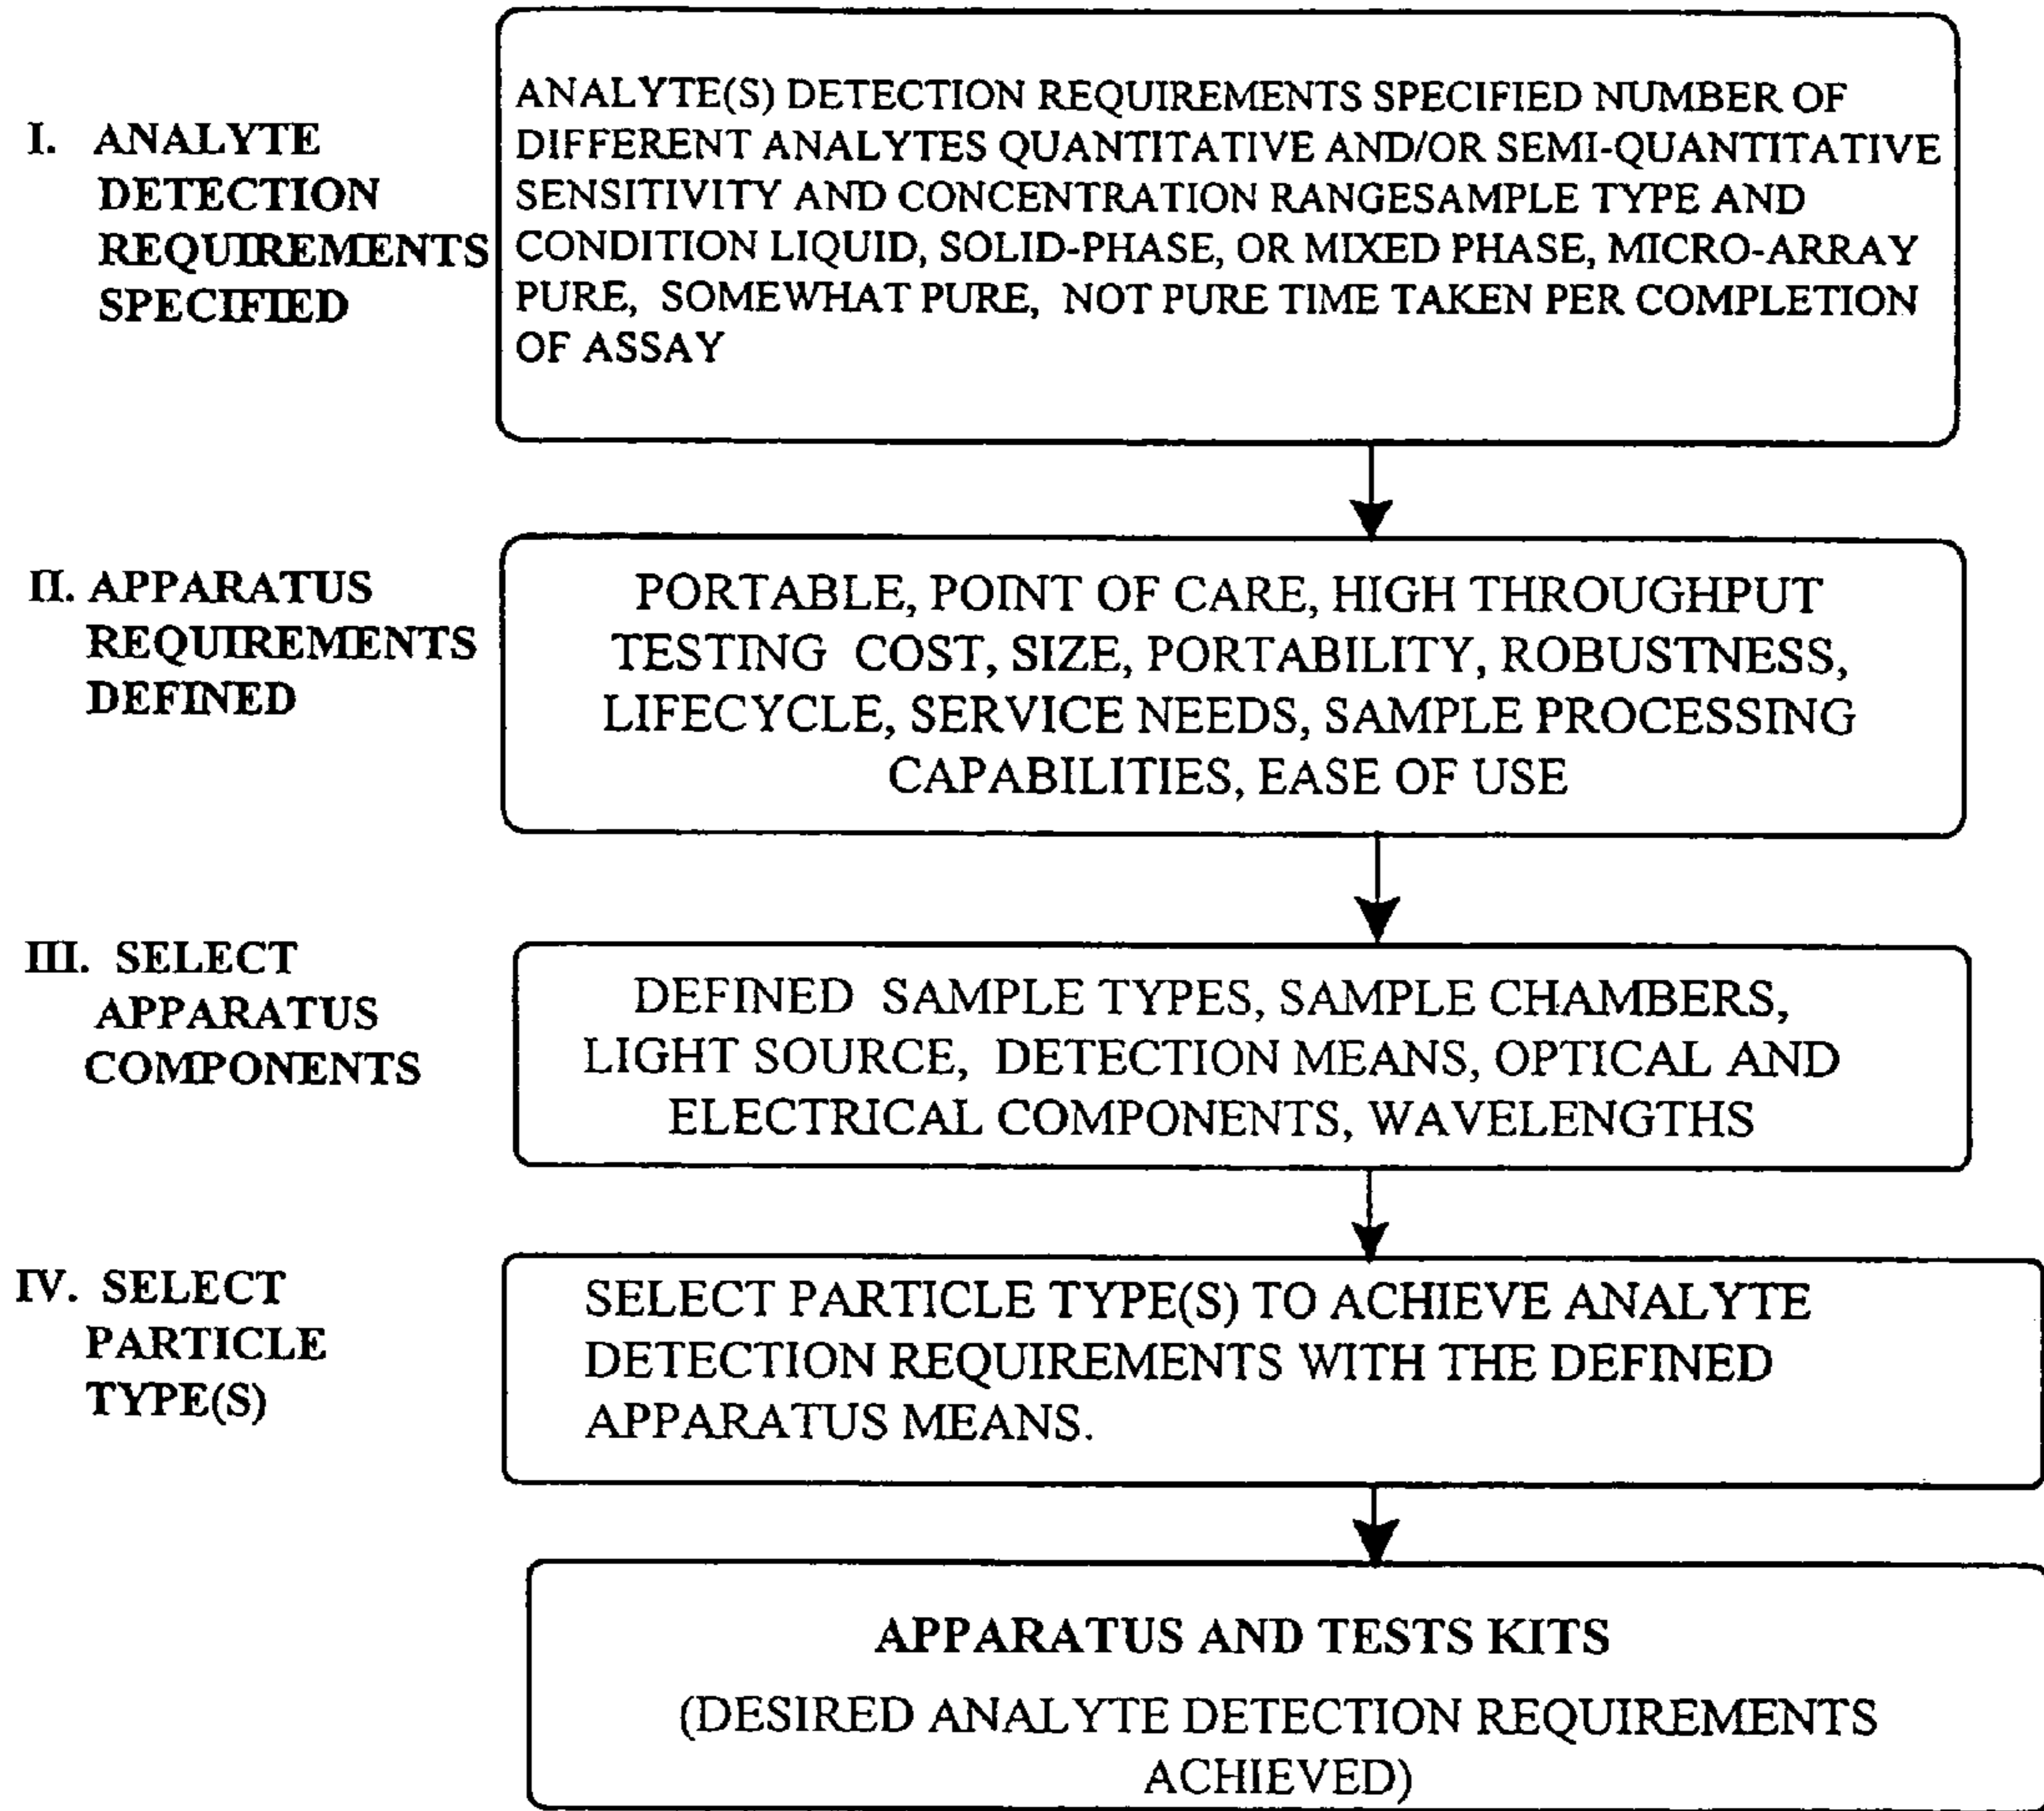 I. ANALYTE
DETECTION
REQUIREMENTS
SPECIFIED
ANALYTE(S) DETECTION REQUIREMENTS SPECIFIED NUMBER OF
DIFFERENT ANALYTES QUANTITATIVE AND/OR SEMI-QUANTITATIVE
SENSITIVITY AND CONCENTRATION RANGESAMPLE TYPE AND
CONDITION LIQUID, SOLID-PHASE, OR MIXED PHASE, MICRO-ARRAY
PURE, SOMEWHAT PURE, NOT PURE TIME TAKEN PER COMPLETION
OF ASSAY
II. APPARATUS
REQUIREMENTS
DEFINED
PORTABLE, POINT OF CARE, HIGH THROUGHPUT
TESTING COST, SIZE, PORTABILITY, ROBUSTNESS,
LIFECYCLE, SERVICE NEEDS, SAMPLE PROCESSING
CAPABILITIES, EASE OF USE
III. SELECT
APPARATUS
COMPONENTS
DEFINED SAMPLE TYPES, SAMPLE CHAMBERS,
LIGHT SOURCE, DETECTION MEANS, OPTICAL AND
ELECTRICAL COMPONENTS, WAVELENGTHS
IV. SELECT
PARTICLE
TYPE(S)
SELECT PARTICLE TYPE(S) TO ACHIEVE ANALYTE
DETECTION REQUIREMENTS WITH THE DEFINED
APPARATUS MEANS.
APPARATUS AND TESTS KITS
(DESIRED ANALYTE DETECTION REQUIREMENTS
ACHIEVED)